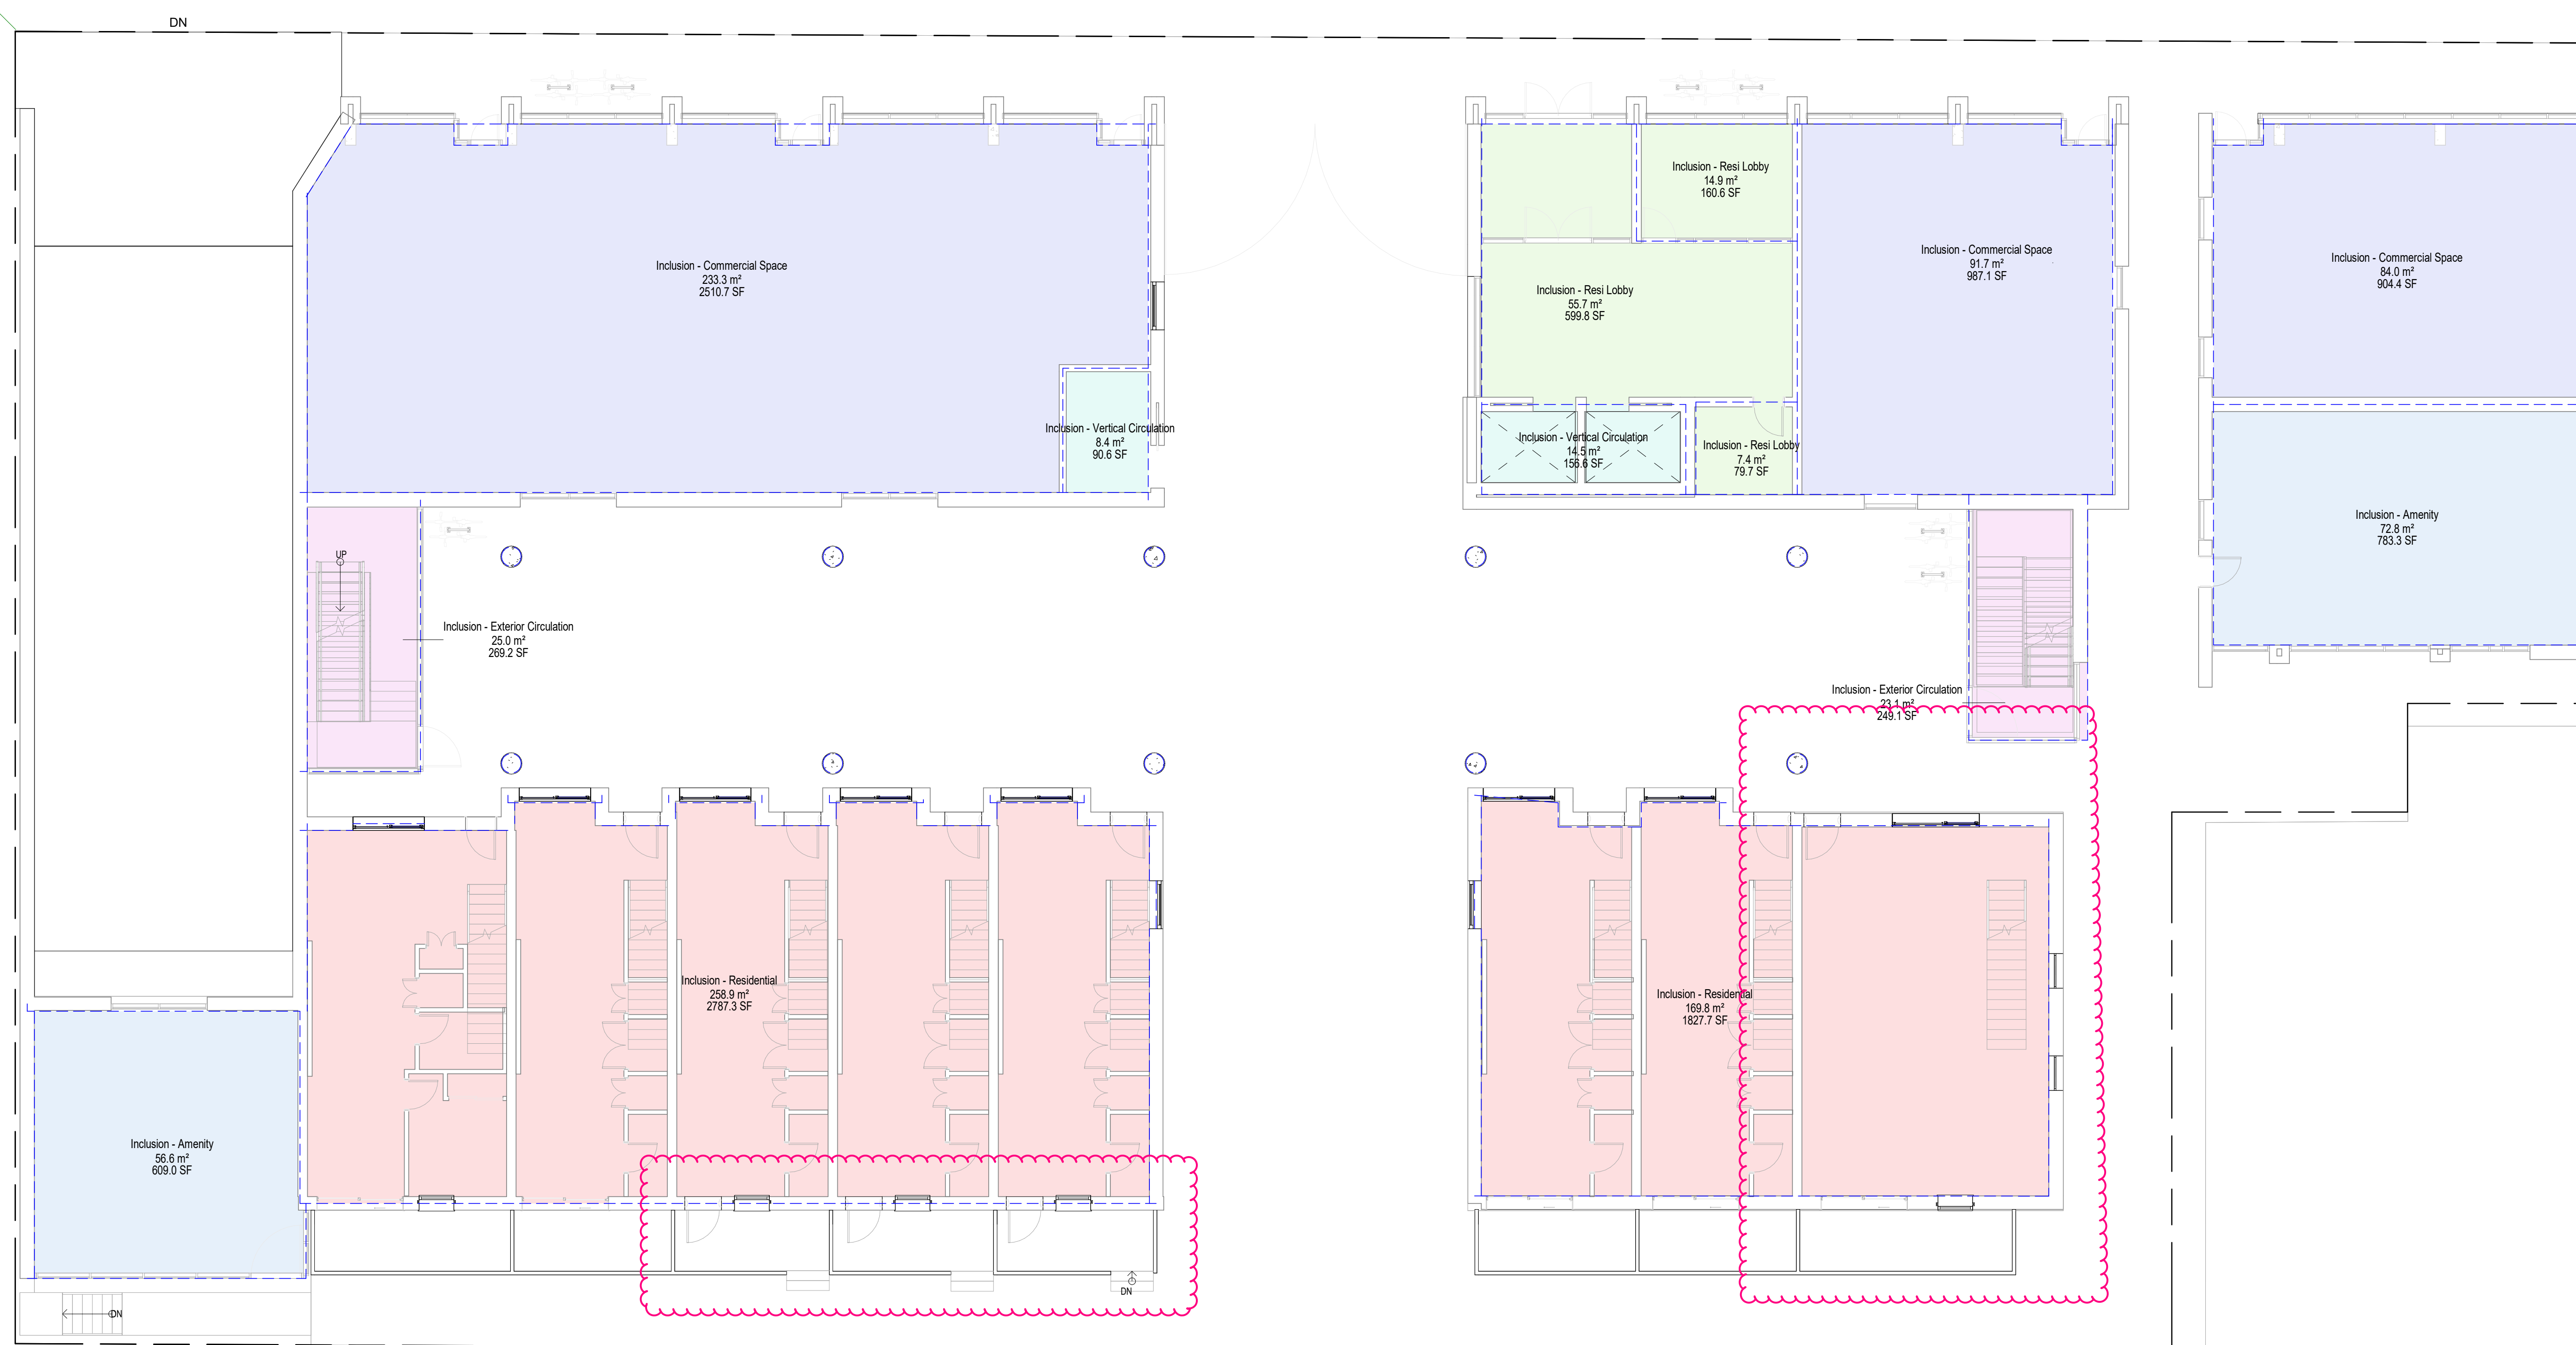 DN
Inclusion - Resi Lobby
14.9 m²
160.6 SF
Inclusion - Commercial Space
233.3 m²
2510.7 SF
Inclusion - Resi Lobby
55.7 m²
599.8 SF
Inclusion - Commercial Space
91.7 m²
987.1 SF
Inclusion - Commercial Space
84.0 m²
904.4 SF
Inclusion - Vertical Circulation
8.4 m²
90.6 SF
Inclusion - Vertical Circulation
14.5 m²
156.6 SF
Inclusion - Resi Lobby
7.4 m²
79.7 SF
Inclusion - Amenity
72.8 m²
783.3 SF
UP
Inclusion - Exterior Circulation
25.0 m²
269.2 SF
Inclusion - Exterior Circulation
23.1 m²
249.1 SF
Inclusion - Residential
258.9 m²
2787.3 SF
Inclusion - Residential
169.8 m²
1827.7 SF
Inclusion - Amenity
56.6 m²
609.0 SF
DN
DN